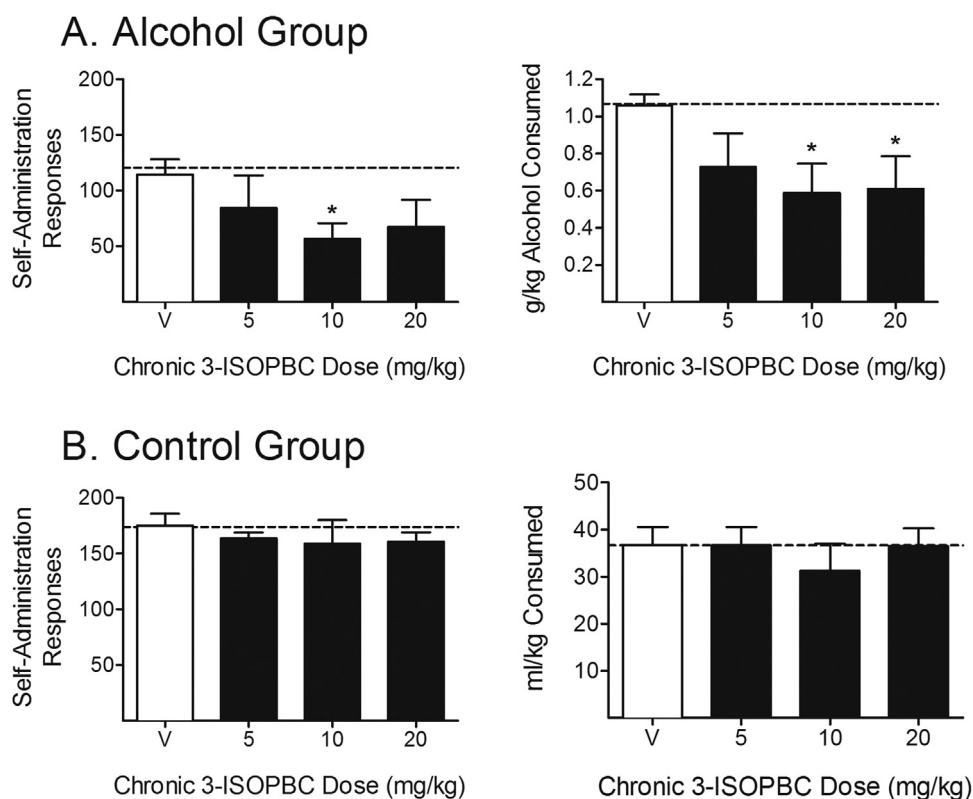 A. Alcohol Group
Self-Administration
Responses
200
150
100
50
*
V 5 10 20
Chronic 3-ISOPBC Dose (mg/kg)
g/kg Alcohol Consumed
1.2
1.0
0.8
0.6
0.4
0.2
* *
V 5 10 20
Chronic 3-ISOPBC Dose (mg/kg)
B. Control Group
Self-Administration
Responses
200
150
100
50
V 5 10 20
Chronic 3-ISOPBC Dose (mg/kg)
ml/kg Consumed
50
40
30
20
10
V 5 10 20
Chronic 3-ISOPBC Dose (mg/kg)